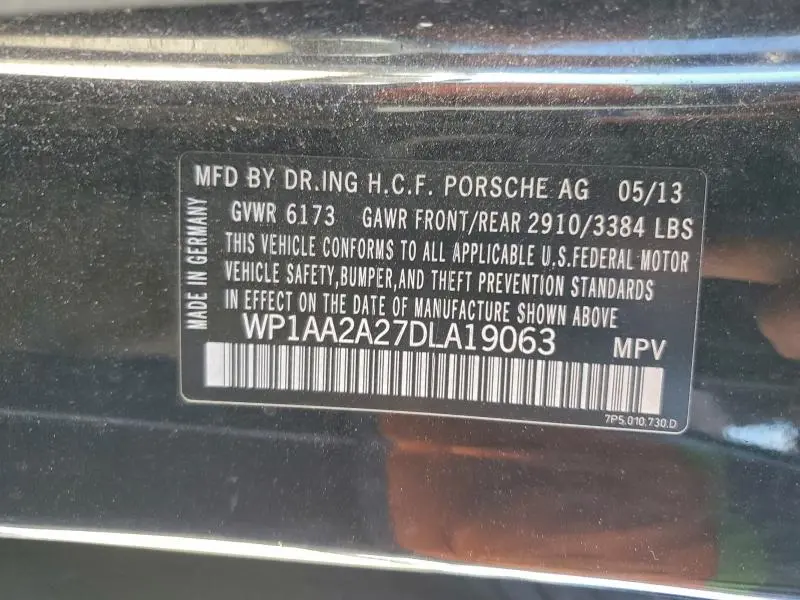 MFD BY DR.ING H.C.F. PORSCHE AG 05/13
GVWR 6173 GAWR FRONT/REAR 2910/3384 LBS
THIS VEHICLE CONFORMS TO ALL APPLICABLE U.S.FEDERAL MOTOR
VEHICLE SAFETY,BUMPER,AND THEFT PREVENTION STANDARDS
IN EFFECT ON THE DATE OF MANUFACTURE SHOWN ABOVE
WP1AA2A27DLA19063 MPV
7P5.010.730.D
MADE IN GERMANY